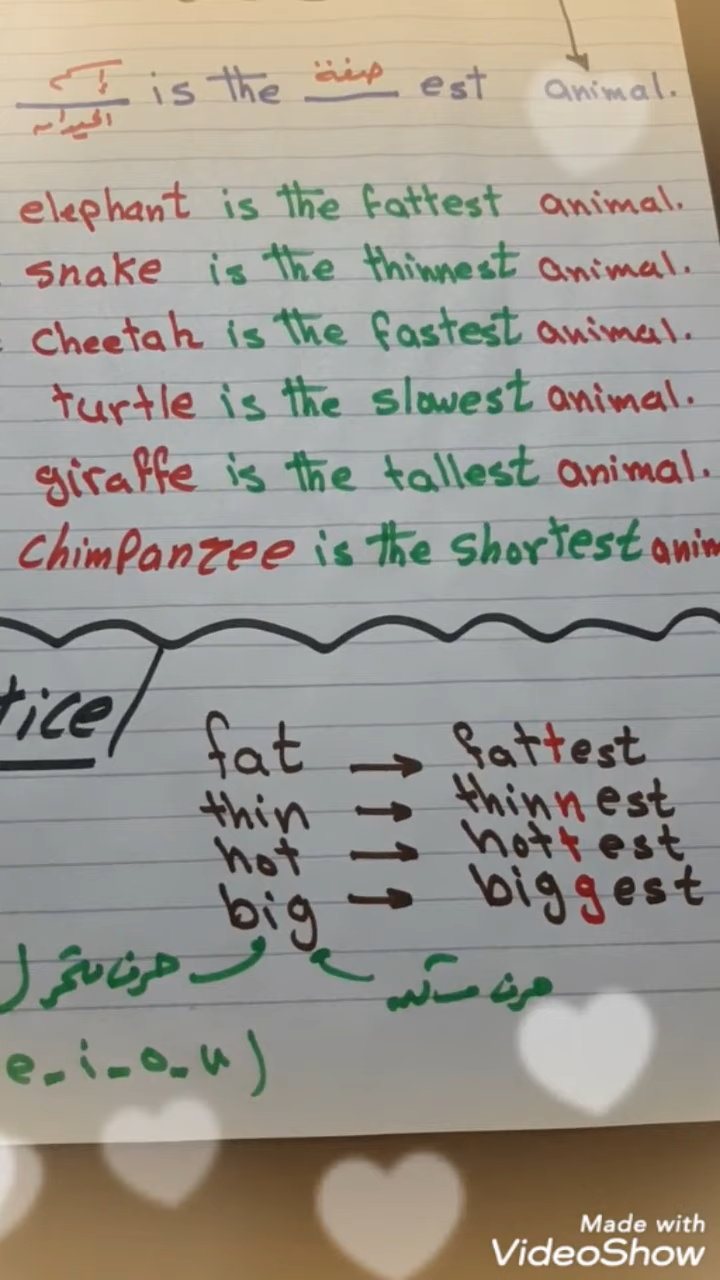 اسم is the صفة est animal.
الحيوان
elephant is the fattest animal.
snake is the thinnest animal.
Cheetah is the fastest animal.
turtle is the slowest animal.
giraffe is the tallest animal.
ChimPanzee is the shortest anim
tice
fat → fattest
thin → thinnest
hot → hottest
big → biggest
حرف متحرك حرف ساكن
e - i - o - u )
Made with
VideoShow